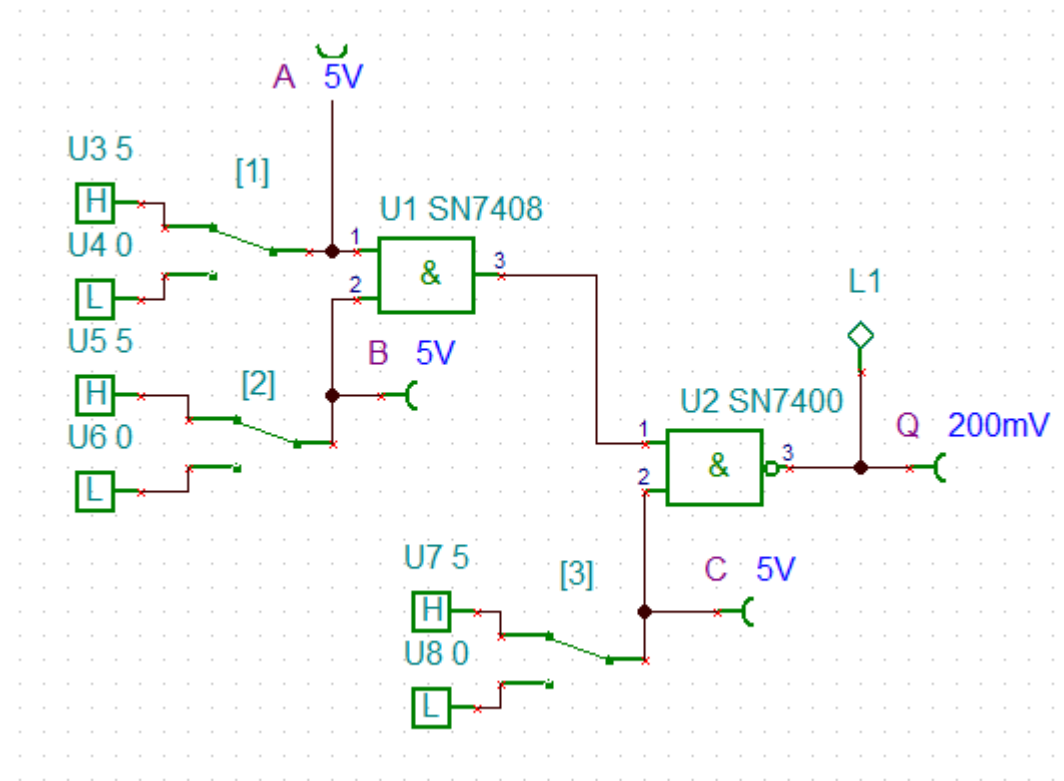 A 5V
U3 5
[1]
H
U1 SN7408
U4 0
1
&
3
2
L
L1
U5 5
B 5V
[2]
H
U2 SN7400
U6 0
Q 200mV
1
&
3
2
L
U7 5
[3]
C 5V
H
U8 0
L